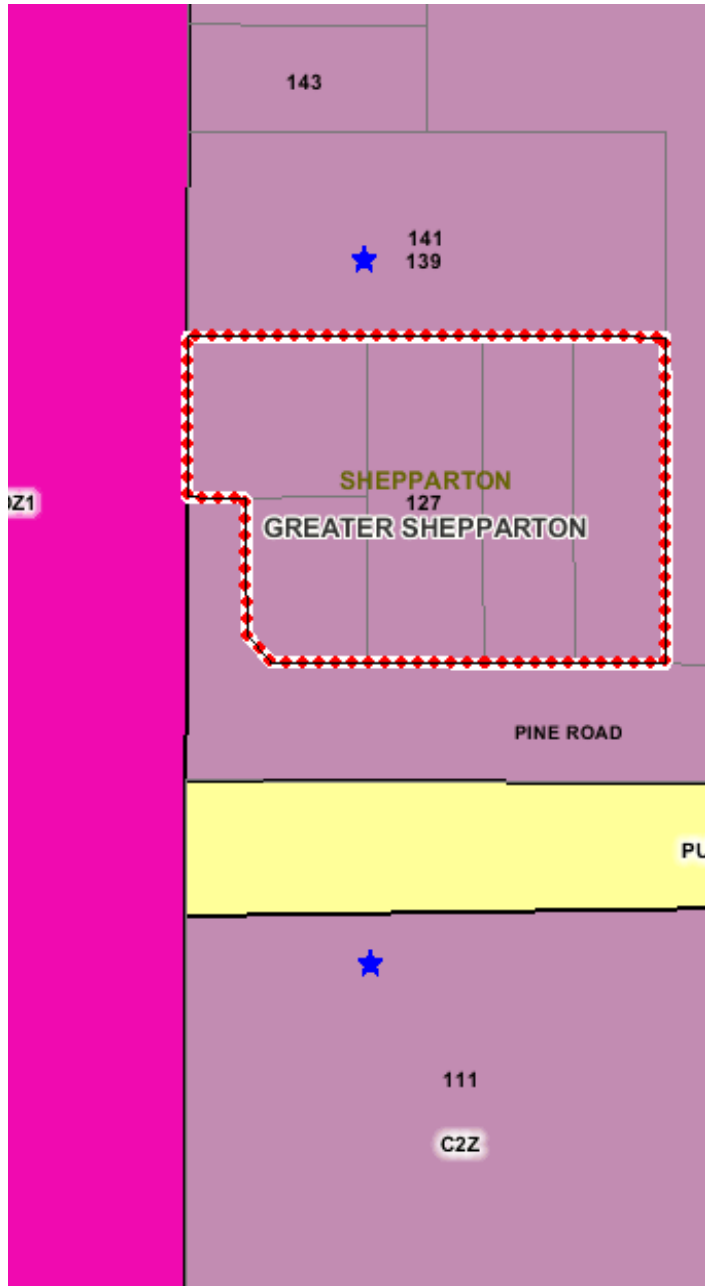 143
141
139
SHEPPARTON
127
GREATER SHEPPARTON
DZ1
PINE ROAD
PU
111
C2Z